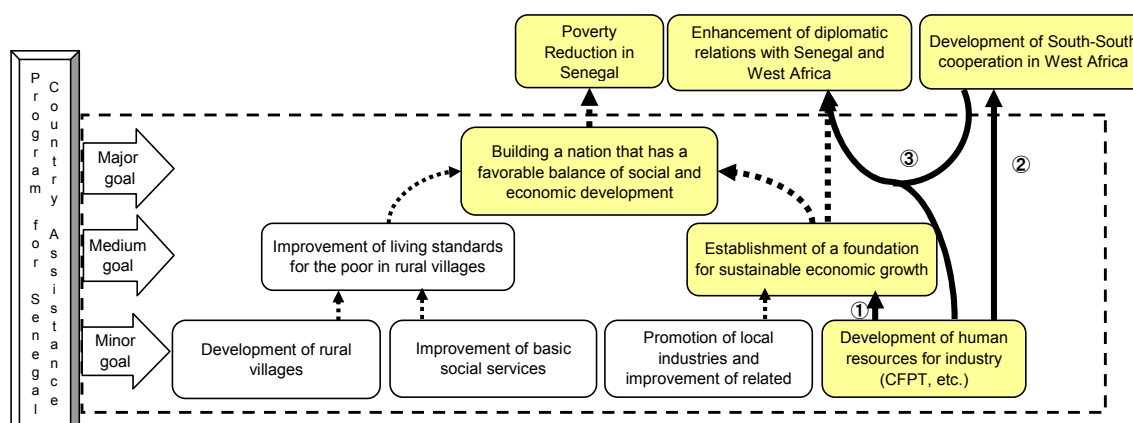 Poverty
Reduction in
Senegal
Enhancement of diplomatic
relations with Senegal and
West Africa
Development of South-South
cooperation in West Africa
Country Assistance
Program for Senegal
Major
goal
Building a nation that has a
favorable balance of social and
economic development
③
②
Medium
goal
Improvement of living standards
for the poor in rural villages
Establishment of a foundation
for sustainable economic growth
①
Minor
goal
Development of rural
villages
Improvement of basic
social services
Promotion of local
industries and
improvement of related
Development of human
resources for industry
(CFPT, etc.)